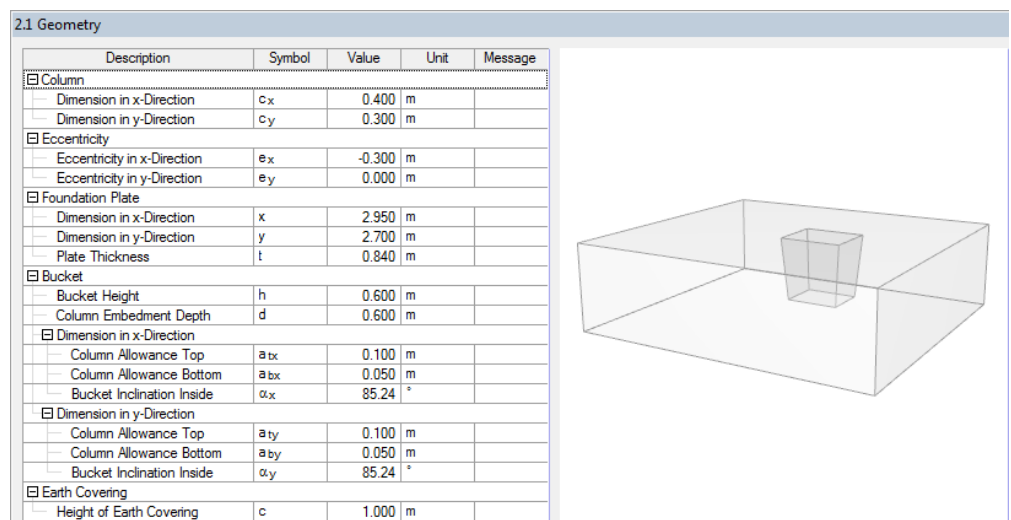 2.1 Geometry
Description Symbol Value Unit Message
Column
Dimension in x-Direction cx 0.400 m
Dimension in y-Direction cy 0.300 m
Eccentricity
Eccentricity in x-Direction ex -0.300 m
Eccentricity in y-Direction ey 0.000 m
Foundation Plate
Dimension in x-Direction x 2.950 m
Dimension in y-Direction y 2.700 m
Plate Thickness t 0.840 m
Bucket
Bucket Height h 0.600 m
Column Embedment Depth d 0.600 m
Dimension in x-Direction
Column Allowance Top atx 0.100 m
Column Allowance Bottom abx 0.050 m
Bucket Inclination Inside αx 85.24 °
Dimension in y-Direction
Column Allowance Top aty 0.100 m
Column Allowance Bottom aby 0.050 m
Bucket Inclination Inside αy 85.24 °
Earth Covering
Height of Earth Covering c 1.000 m